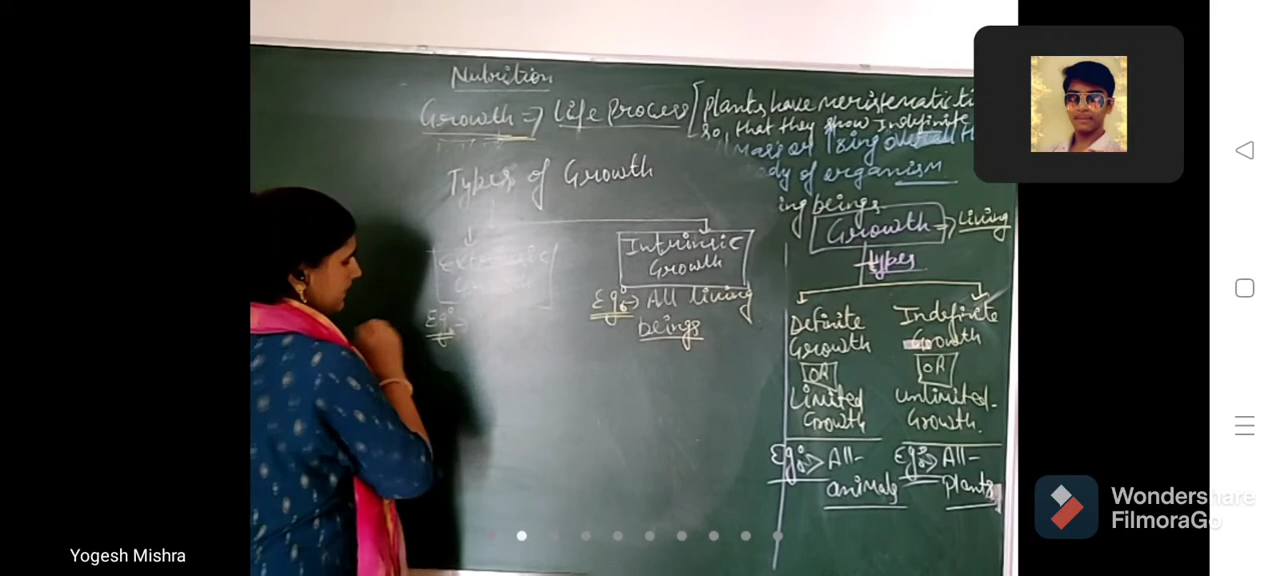 Nutrition
Growth => Life Process [plants have meristematic
so, that they show Indefinite
of organism
ing beings
Types of Growth
Extrinsic
Growth
Eg:->
Intrinsic
Growth
Eg:-> All living
beings
Growth => Living
types
Definite
Growth
OR
Limited
Growth
Eg:-> All-
animals
Indefinite
Growth
OR
unlimited-
Growth.
Eg:-> All-
plants
Yogesh Mishra
Wondershare
FilmoraGo